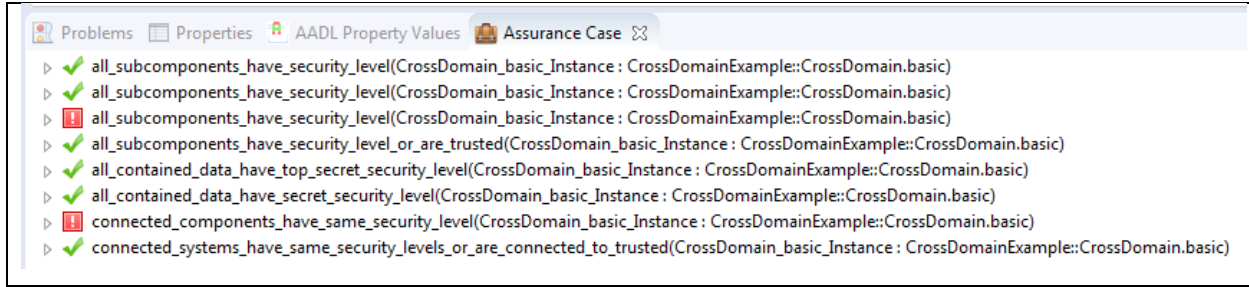 Problems Properties AADL Property Values Assurance Case
all_subcomponents_have_security_level(CrossDomain_basic_Instance : CrossDomainExample::CrossDomain.basic)
all_subcomponents_have_security_level(CrossDomain_basic_Instance : CrossDomainExample::CrossDomain.basic)
all_subcomponents_have_security_level(CrossDomain_basic_Instance : CrossDomainExample::CrossDomain.basic)
all_subcomponents_have_security_level_or_are_trusted(CrossDomain_basic_Instance : CrossDomainExample::CrossDomain.basic)
all_contained_data_have_top_secret_security_level(CrossDomain_basic_Instance : CrossDomainExample::CrossDomain.basic)
all_contained_data_have_secret_security_level(CrossDomain_basic_Instance : CrossDomainExample::CrossDomain.basic)
connected_components_have_same_security_level(CrossDomain_basic_Instance : CrossDomainExample::CrossDomain.basic)
connected_systems_have_same_security_levels_or_are_connected_to_trusted(CrossDomain_basic_Instance : CrossDomainExample::CrossDomain.basic)